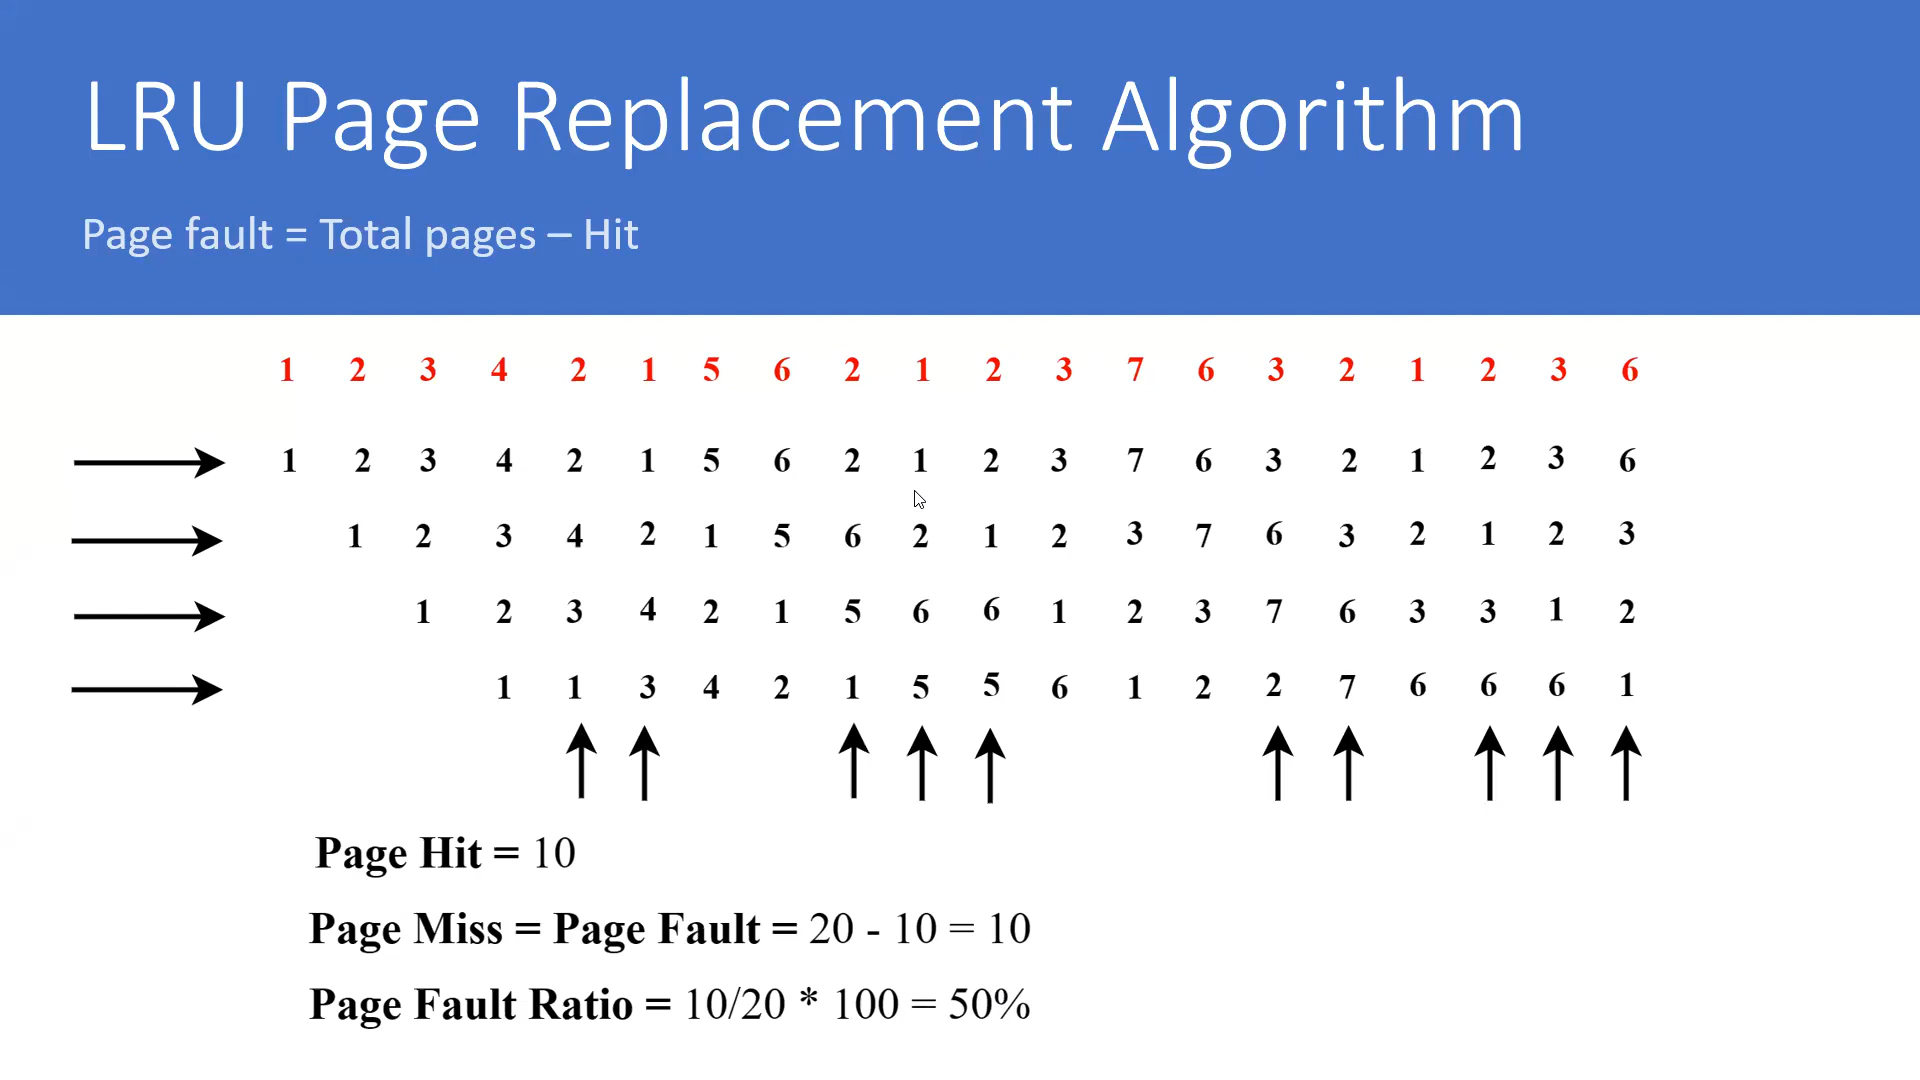 LRU Page Replacement Algorithm
Page fault = Total pages – Hit
1 2 3 4 2 1 5 6 2 1 2 3 7 6 3 2 1 2 3 6
1 2 3 4 2 1 5 6 2 1 2 3 7 6 3 2 1 2 3 6
1 2 3 4 2 1 5 6 2 1 2 3 7 6 3 2 1 2 3
1 2 3 4 2 1 5 6 6 1 2 3 7 6 3 3 1 2
1 1 3 4 2 1 5 5 6 1 2 2 7 6 6 6 1
Page Hit = 10
Page Miss = Page Fault = 20 - 10 = 10
Page Fault Ratio = 10/20 * 100 = 50%